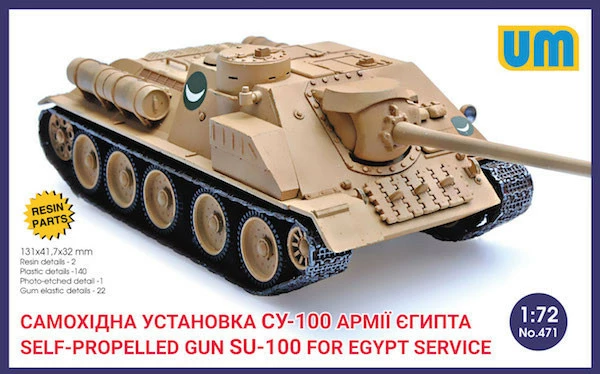 um
RESIN
PARTS
131x41,7x32 mm
Resin details - 2
Plastic details -140
Photo-etched detail -1
Gum elastic details - 22
САМОХІДНА УСТАНОВКА СУ-100 АРМІЇ ЄГИПТА
SELF-PROPELLED GUN SU-100 FOR EGYPT SERVICE
1:72
No.471